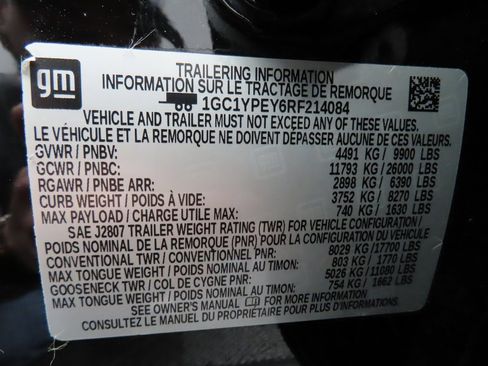 gm
TRAILERING INFORMATION
INFORMATION SUR LE TRACTAGE DE REMORQUE
1GC1YPEY6RF214084
VEHICLE AND TRAILER MUST NOT EXCEED ANY OF THESE VALUES
LE VÉHICULE ET LA REMORQUE NE DOIVENT DÉPASSER AUCUNE DE CES VALEURS
GVWR / PNBV: 4491 KG / 9900 LBS
GCWR / PNBC: 11793 KG / 26000 LBS
RGAWR / PNBE ARR: 2898 KG / 6390 LBS
CURB WEIGHT / POIDS À VIDE: 3752 KG / 8270 LBS
MAX PAYLOAD / CHARGE UTILE MAX: 740 KG / 1630 LBS
SAE J2807 TRAILER WEIGHT RATING (TWR) FOR VEHICLE CONFIGURATION /
POIDS NOMINAL DE LA REMORQUE (PNR) POUR LA CONFIGURATION DU VÉHICULE
CONVENTIONAL TWR / CONVENTIONNEL PNR: 8029 KG / 17700 LBS
MAX TONGUE WEIGHT / POIDS NOMINAL AU TIMON: 803 KG / 1770 LBS
GOOSENECK TWR / COL DE CYGNE PNR: 5026 KG / 11080 LBS
MAX TONGUE WEIGHT / POIDS NOMINAL AU TIMON: 754 KG / 1662 LBS
SEE OWNER'S MANUAL FOR MORE INFORMATION
CONSULTEZ LE MANUEL DU PROPRIÉTAIRE POUR PLUS D'INFORMATION